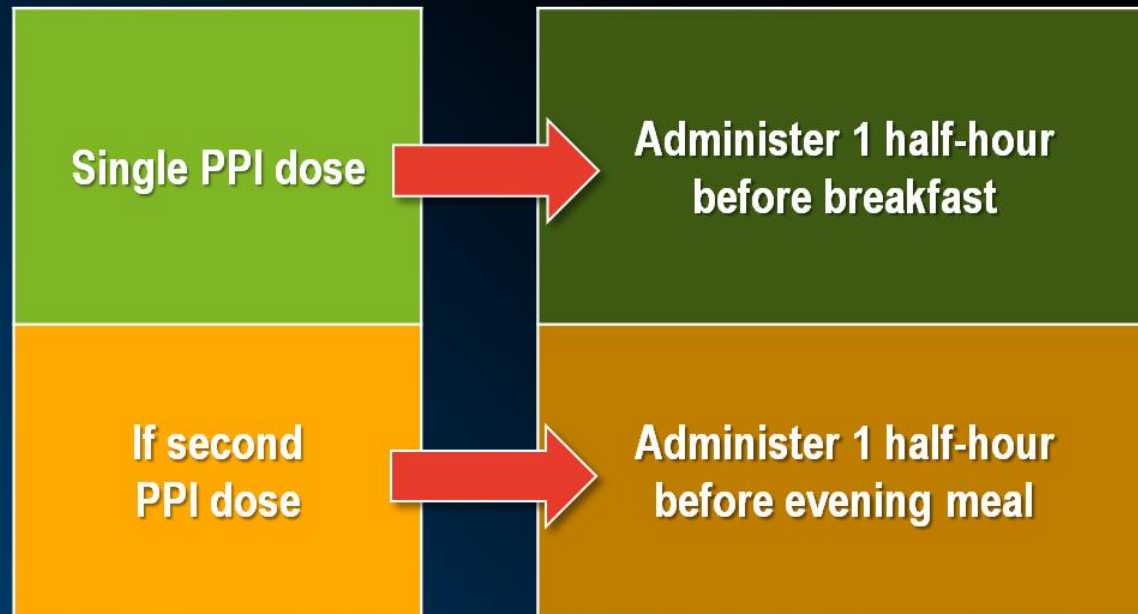 Single PPI dose
Administer 1 half-hour
before breakfast
If second
PPI dose
Administer 1 half-hour
before evening meal